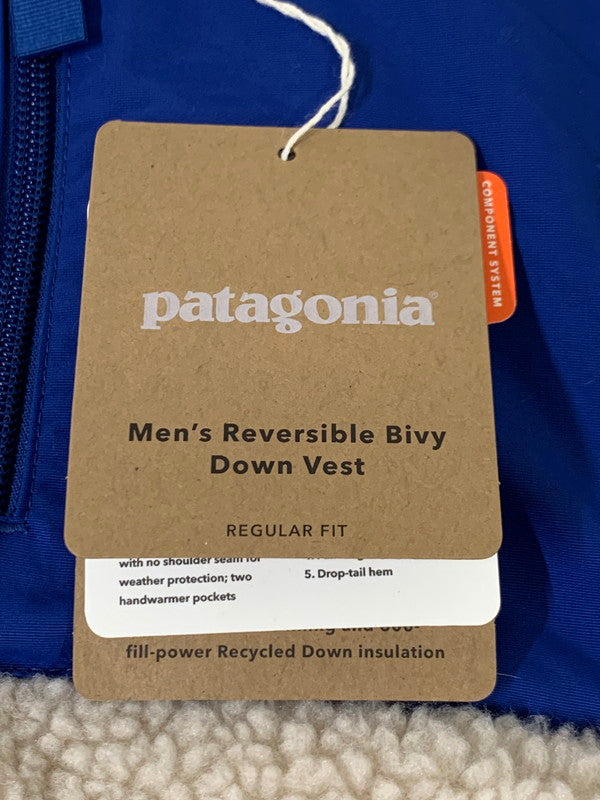 COMPONENT SYSTEM
patagonia®
Men's Reversible Bivy
Down Vest
REGULAR FIT
with no shoulder seam for
weather protection; two
handwarmer pockets
5. Drop-tail hem
and
fill-power Recycled Down insulation